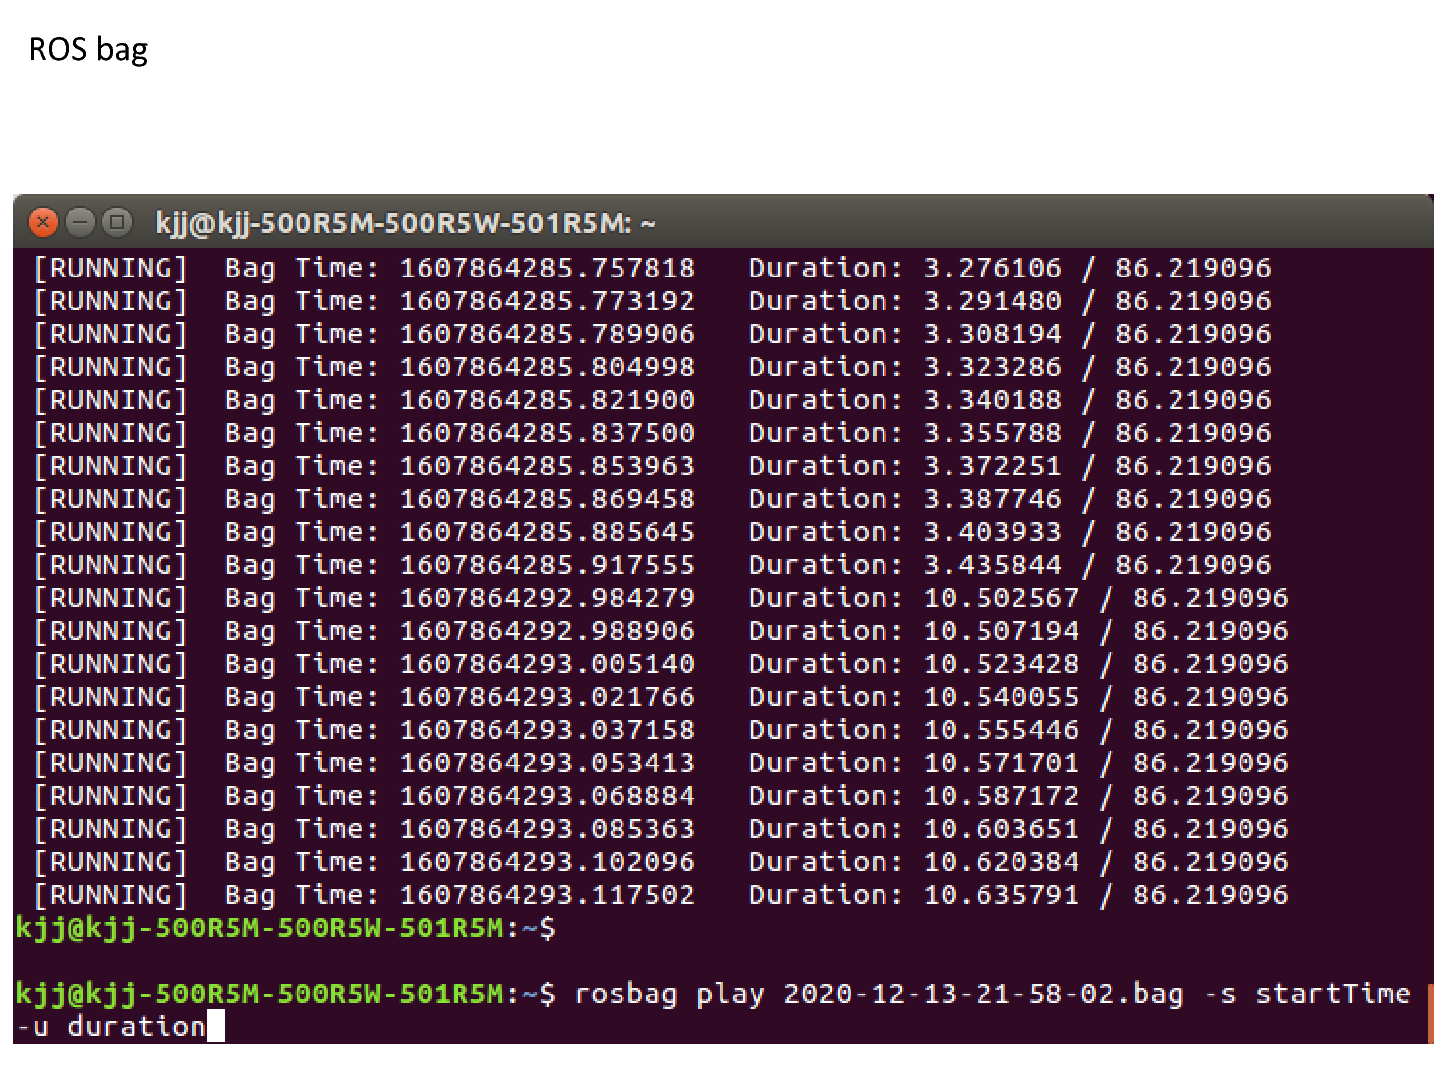 ROS bag
kjj@kjj-500R5M-500R5W-501R5M: ~
[RUNNING]  Bag Time: 1607864285.757818   Duration: 3.276106 / 86.219096
[RUNNING]  Bag Time: 1607864285.773192   Duration: 3.291480 / 86.219096
[RUNNING]  Bag Time: 1607864285.789906   Duration: 3.308194 / 86.219096
[RUNNING]  Bag Time: 1607864285.804998   Duration: 3.323286 / 86.219096
[RUNNING]  Bag Time: 1607864285.821900   Duration: 3.340188 / 86.219096
[RUNNING]  Bag Time: 1607864285.837500   Duration: 3.355788 / 86.219096
[RUNNING]  Bag Time: 1607864285.853963   Duration: 3.372251 / 86.219096
[RUNNING]  Bag Time: 1607864285.869458   Duration: 3.387746 / 86.219096
[RUNNING]  Bag Time: 1607864285.885645   Duration: 3.403933 / 86.219096
[RUNNING]  Bag Time: 1607864285.917555   Duration: 3.435844 / 86.219096
[RUNNING]  Bag Time: 1607864292.984279   Duration: 10.502567 / 86.219096
[RUNNING]  Bag Time: 1607864292.988906   Duration: 10.507194 / 86.219096
[RUNNING]  Bag Time: 1607864293.005140   Duration: 10.523428 / 86.219096
[RUNNING]  Bag Time: 1607864293.021766   Duration: 10.540055 / 86.219096
[RUNNING]  Bag Time: 1607864293.037158   Duration: 10.555446 / 86.219096
[RUNNING]  Bag Time: 1607864293.053413   Duration: 10.571701 / 86.219096
[RUNNING]  Bag Time: 1607864293.068884   Duration: 10.587172 / 86.219096
[RUNNING]  Bag Time: 1607864293.085363   Duration: 10.603651 / 86.219096
[RUNNING]  Bag Time: 1607864293.102096   Duration: 10.620384 / 86.219096
[RUNNING]  Bag Time: 1607864293.117502   Duration: 10.635791 / 86.219096
kjj@kjj-500R5M-500R5W-501R5M:~$
kjj@kjj-500R5M-500R5W-501R5M:~$ rosbag play 2020-12-13-21-58-02.bag -s startTime
-u duration